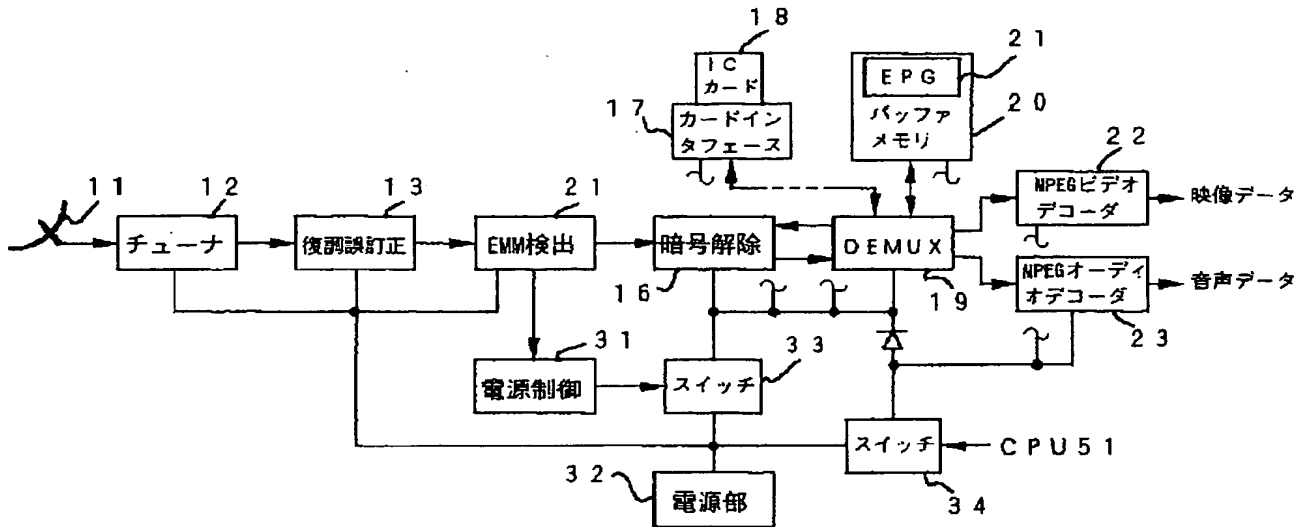 18
21
IC
カード
EPG
17
カードイン
タフェース
バッファ
メモリ
20
22
11
12
13
21
NPEGビデオ
デコーダ
映像データ
チューナ
復調誤訂正
EMM検出
暗号解除
DEMUX
16
19
NPEGオーディ
オデコーダ
音声データ
23
31
33
電源制御
スイッチ
スイッチ
CPU51
32
電源部
34